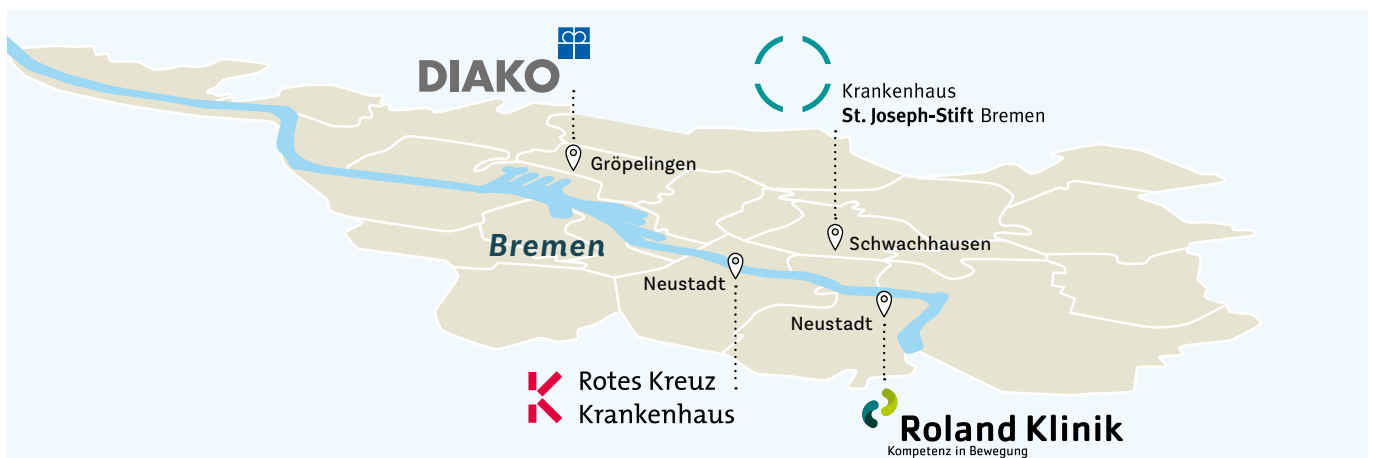 DIAKO
Krankenhaus
St. Joseph-Stift Bremen
Gröpelingen
Bremen
Schwachhausen
Neustadt
Neustadt
Rotes Kreuz
Krankenhaus
Roland Klinik
Kompetenz in Bewegung